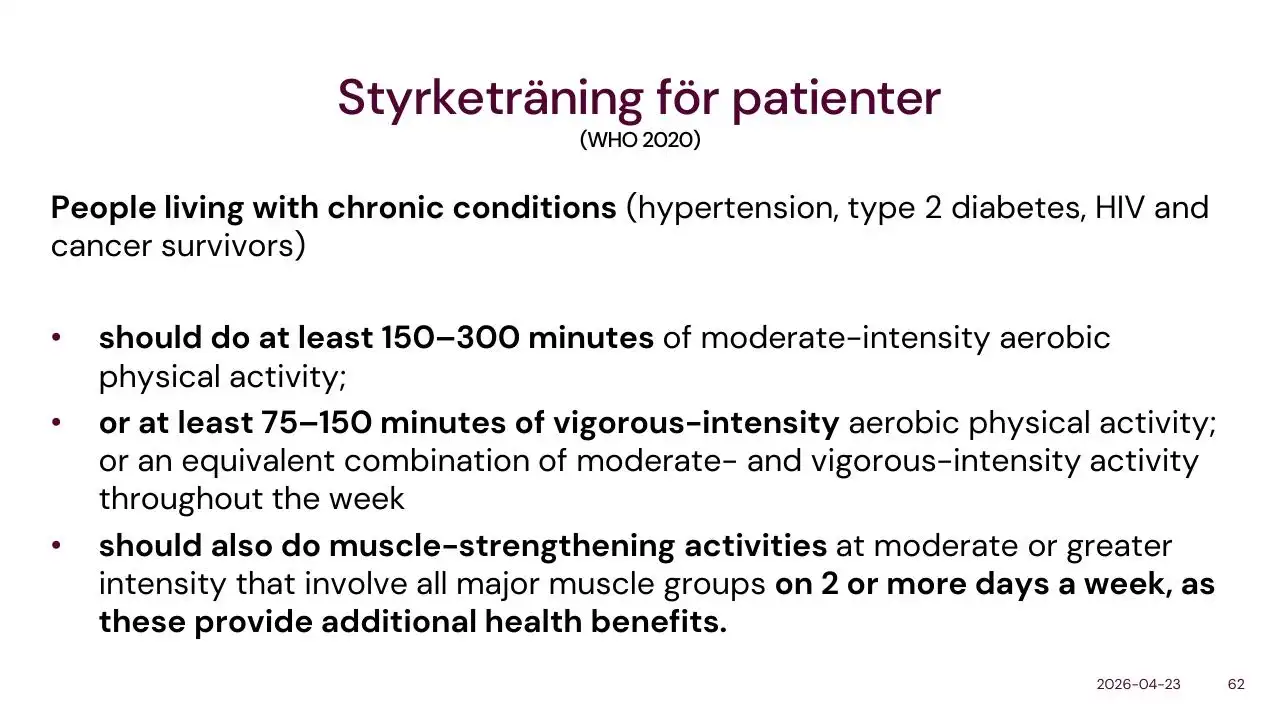 Styrketräning för patienter
(WHO 2020)
People living with chronic conditions (hypertension, type 2 diabetes, HIV and
cancer survivors)
• should do at least 150–300 minutes of moderate-intensity aerobic
physical activity;
• or at least 75–150 minutes of vigorous-intensity aerobic physical activity;
or an equivalent combination of moderate- and vigorous-intensity activity
throughout the week
• should also do muscle-strengthening activities at moderate or greater
intensity that involve all major muscle groups on 2 or more days a week, as
these provide additional health benefits.
2026-04-23 62